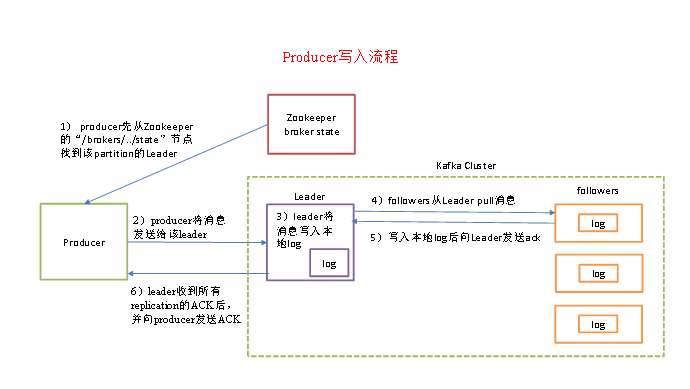 Producer写入流程
Zookeeper
broker state
1） producer先从Zookeeper
的“/brokers/../state”节点
找到该partition的Leader
Kafka Cluster
Leader
followers
4）followers从Leader pull消息
Producer
2）producer将消息
发送给该leader
3）leader将
消息写入本
地log
log
log
5）写入本地log后向Leader发送ack
log
6）leader收到所有
replication的ACK后，
并向producer发送ACK
log